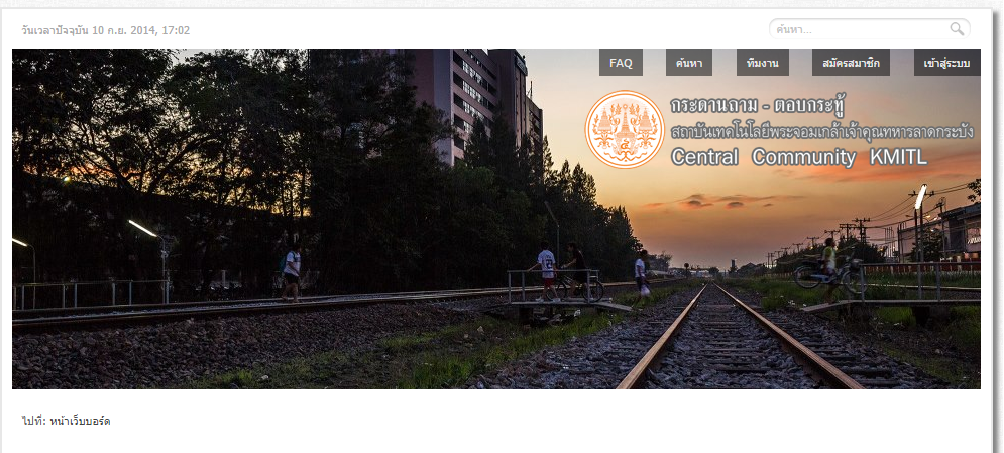 วันเวลาปัจจุบัน 10 ก.ย. 2014, 17:02
ค้นหา...
FAQ ค้นหา ทีมงาน สมัครสมาชิก เข้าสู่ระบบ
กระดานถาม - ตอบกระทู้
สถาบันเทคโนโลยีพระจอมเกล้าเจ้าคุณทหารลาดกระบัง
Central Community KMITL
ไปที่: หน้าเว็บบอร์ด